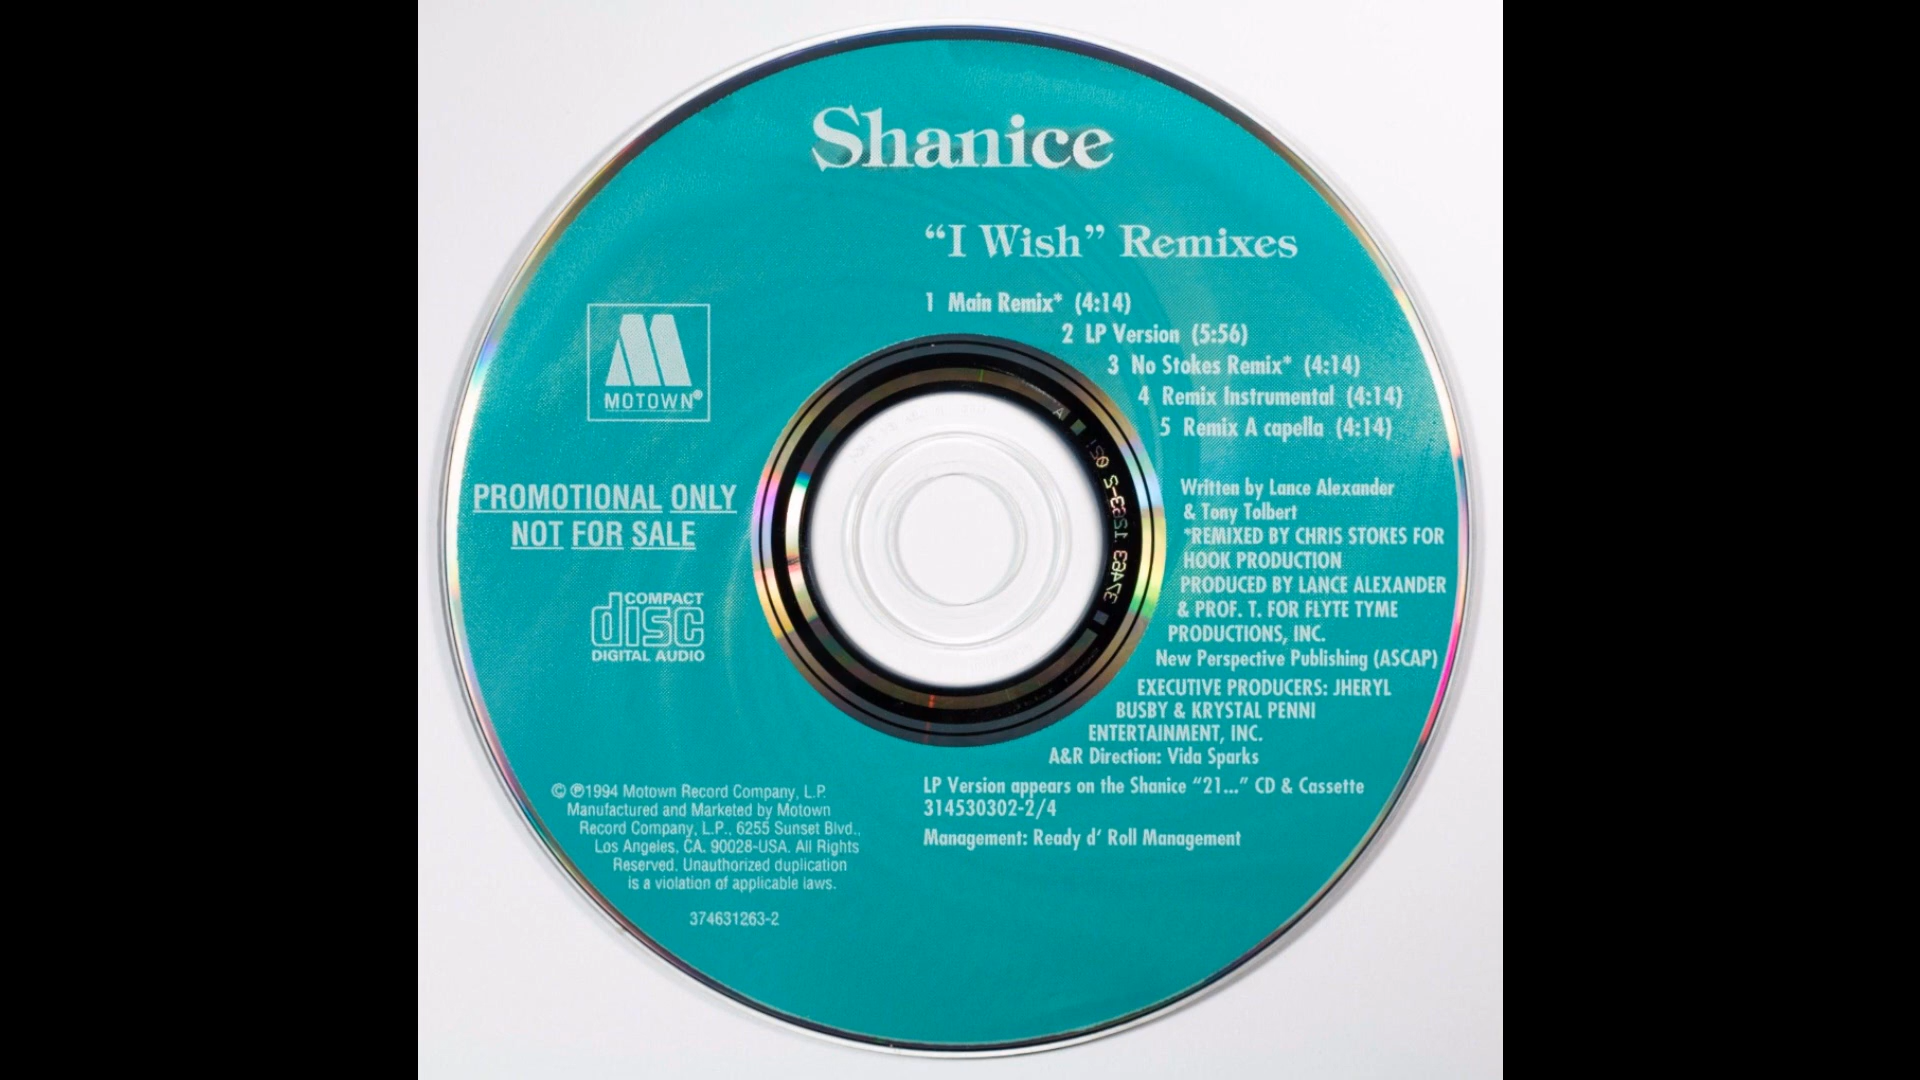 Shanice
“I Wish” Remixes
1 Main Remix* (4:14)
2 LP Version (5:56)
3 No Stokes Remix* (4:14)
4 Remix Instrumental (4:14)
5 Remix A capella (4:14)
MOTOWN®
PROMOTIONAL ONLY
NOT FOR SALE
COMPACT
disc
DIGITAL AUDIO
Written by Lance Alexander
& Tony Tolbert
*REMIXED BY CHRIS STOKES FOR
HOOK PRODUCTION
PRODUCED BY LANCE ALEXANDER
& PROF. T. FOR FLYTE TYME
PRODUCTIONS, INC.
New Perspective Publishing (ASCAP)
EXECUTIVE PRODUCERS: JHERYL
BUSBY & KRYSTAL PENNI
ENTERTAINMENT, INC.
A&R Direction: Vida Sparks
LP Version appears on the Shanice “21...” CD & Cassette
314530302-2/4
Management: Ready d’ Roll Management
© ℗1994 Motown Record Company, L.P.
Manufactured and Marketed by Motown
Record Company, L.P., 6255 Sunset Blvd.,
Los Angeles, CA. 90028-USA. All Rights
Reserved. Unauthorized duplication
is a violation of applicable laws.
374631263-2